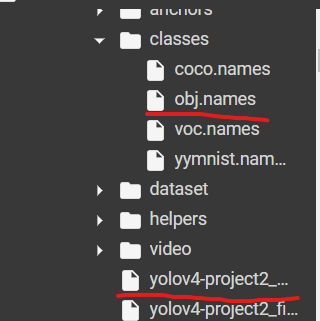 anchors
classes
coco.names
obj.names
voc.names
yymnist.nam...
dataset
helpers
video
yolov4-project2_...
yolov4-project2_fi...